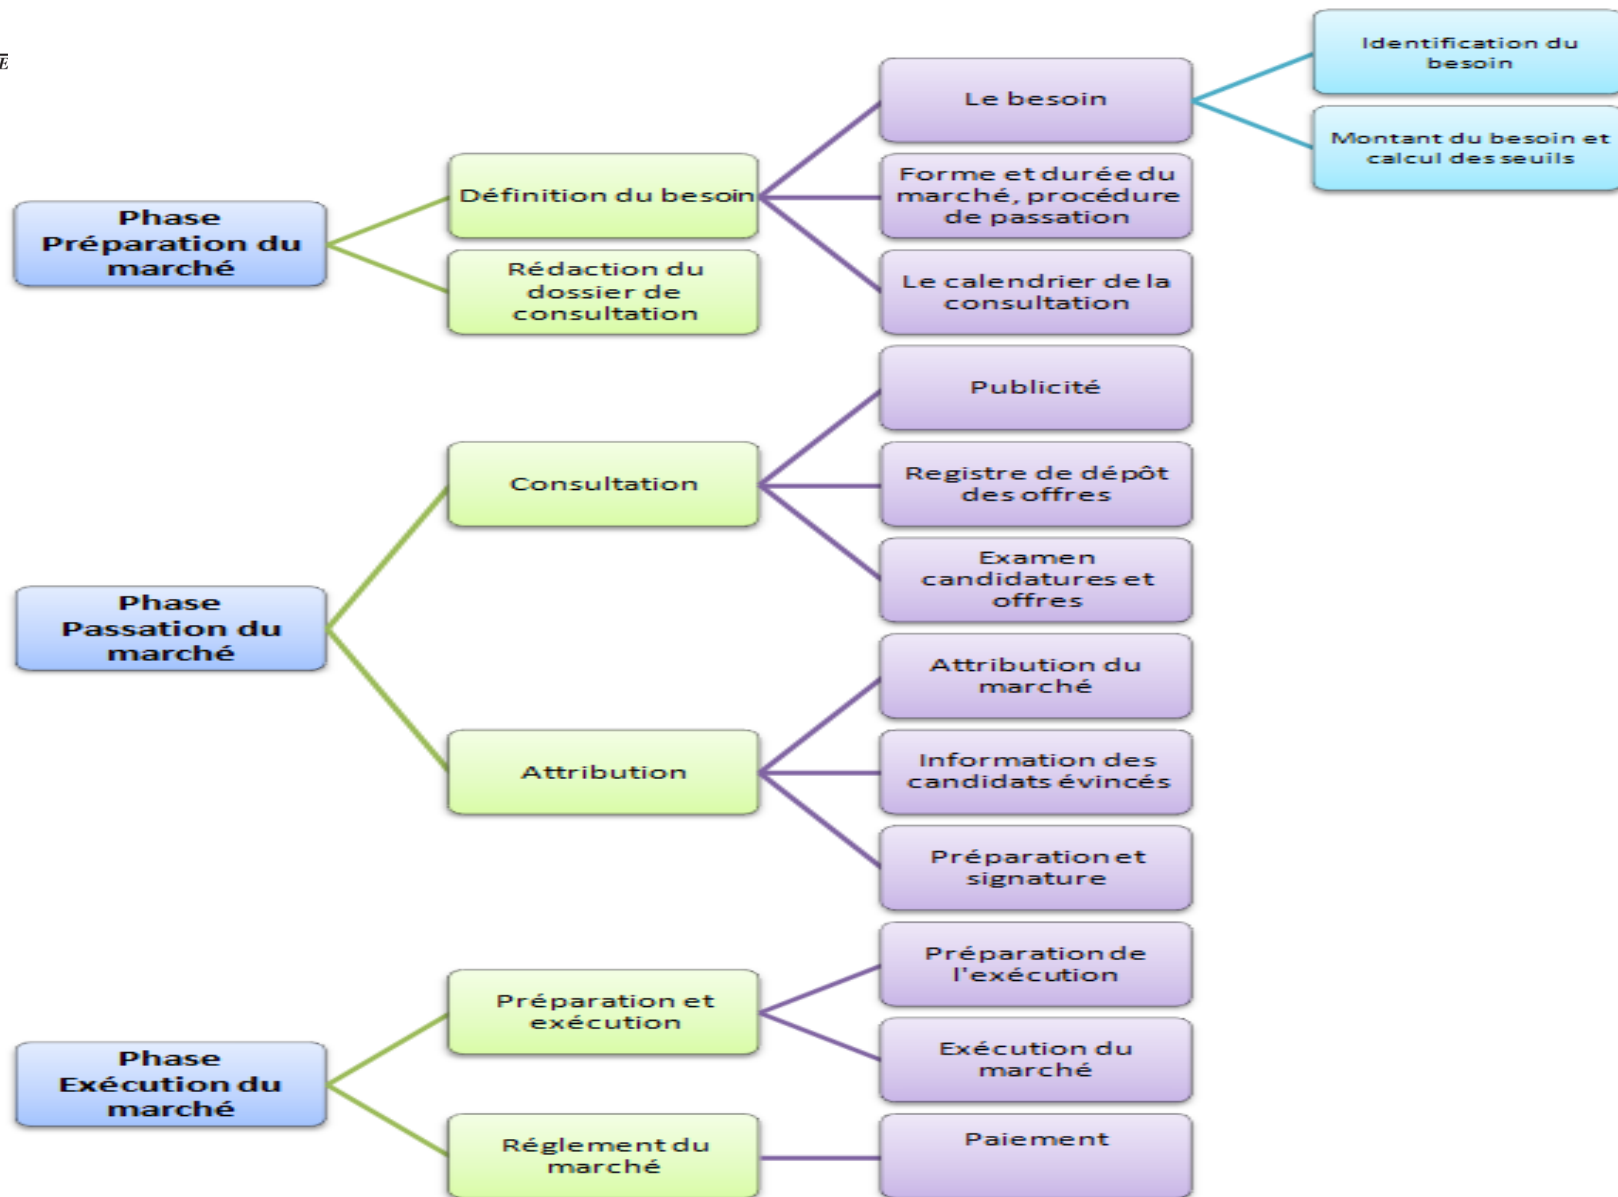 E
Identification du
besoin
Le besoin
Montant du besoin et
calcul des seuils
Définition du besoin
Forme et durée du
marché, procédure
de passation
Phase
Préparation du
marché
Rédaction du
dossier de
consultation
Le calendrier de la
consultation
Publicité
Consultation
Registre de dépôt
des offres
Examen
candidatures et
offres
Phase
Passation du
marché
Attribution du
marché
Attribution
Information des
candidats évincés
Préparation et
signature
Préparation de
l'exécution
Préparation et
exécution
Exécution du
marché
Phase
Exécution du
marché
Réglement du
marché
Paiement